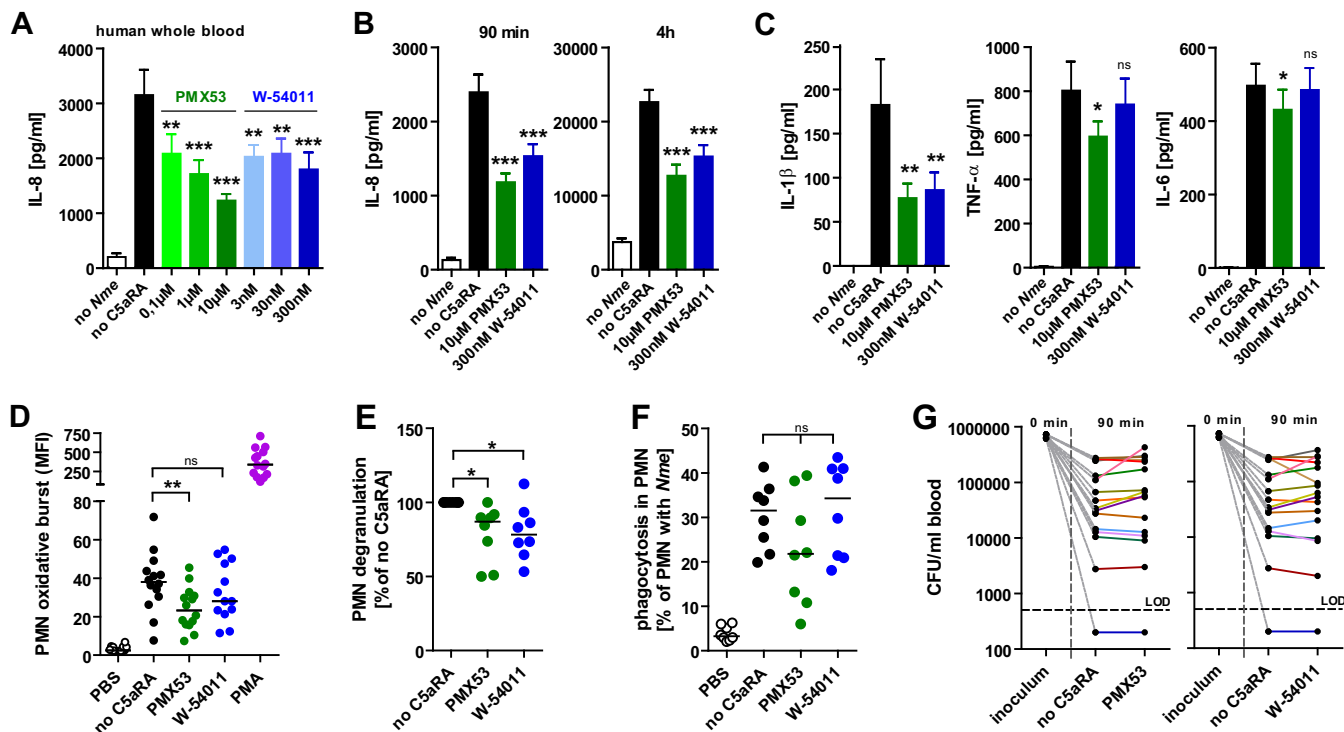 A
human whole blood
IL-8 [pg/ml]
4000
3000
2000
1000
0
PMX53
W-54011
** *** *** ** ** ***
no Nme
no C5aRA
0, 1µM
1µM
10µM
3nM
30nM
300nM
B
90 min
IL-8 [pg/ml]
3000
2000
1000
0
*** ***
no Nme
no C5aRA
10µM PMX53
300nM W-54011
4h
30000
20000
10000
0
*** ***
no Nme
no C5aRA
10µM PMX53
300nM W-54011
C
IL-1β [pg/ml]
250
200
150
100
50
0
** **
no Nme
no C5aRA
10µM PMX53
300nM W-54011
TNF-α [pg/ml]
1000
800
600
400
200
0
* ns
no Nme
no C5aRA
10µM PMX53
300nM W-54011
IL-6 [pg/ml]
600
400
200
0
* ns
no Nme
no C5aRA
10µM PMX53
300nM W-54011
D
PMN oxidative burst (MFI)
750
500
250
80
60
40
20
0
ns
**
PBS
no C5aRA
PMX53
W-54011
PMA
E
PMN degranulation
[% of no C5aRA]
150
100
50
0
*
*
no C5aRA
PMX53
W-54011
F
phagocytosis in PMN
[% of PMN with Nme]
50
40
30
20
10
0
ns
PBS
no C5aRA
PMX53
W-54011
G
CFU/ml blood
0 min 90 min
1000000
100000
10000
1000
100
LOD
inoculum
no C5aRA
PMX53
0 min 90 min
LOD
inoculum
no C5aRA
W-54011